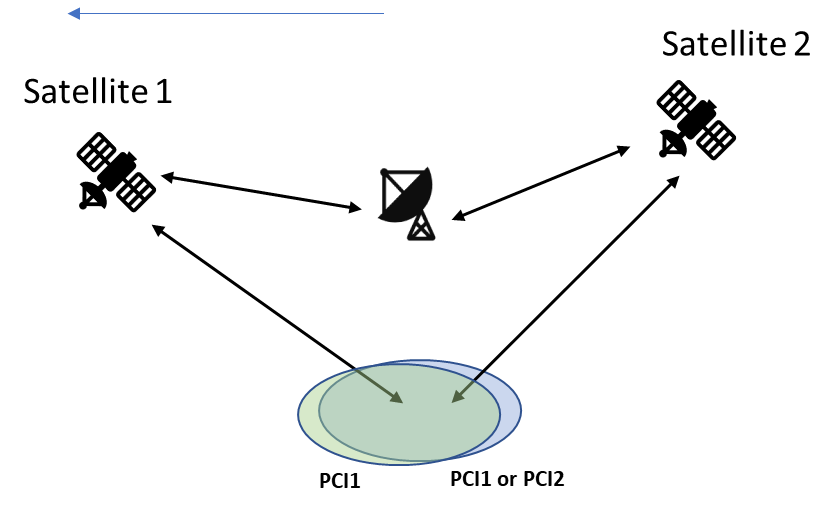 Satellite 2
Satellite 1
PCI1
PCI1 or PCI2